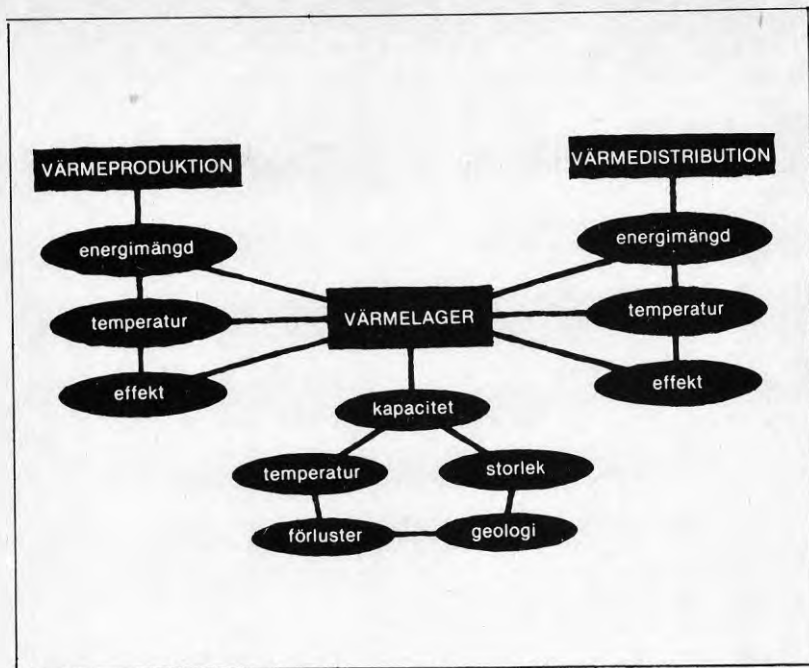 VÄRMEPRODUKTION
energimängd
temperatur
effekt
VÄRMEDISTRIBUTION
energimängd
temperatur
effekt
VÄRMELAGER
kapacitet
temperatur
storlek
förluster
geologi